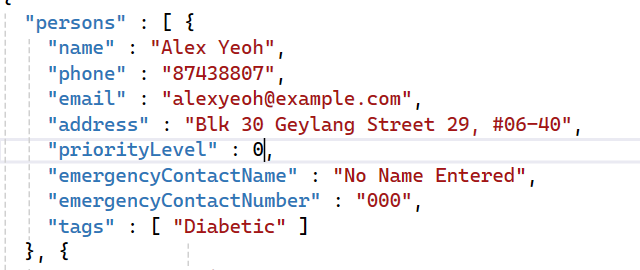 "persons" : [ {
"name" : "Alex Yeoh",
"phone" : "87438807",
"email" : "alexyeoh@example.com",
"address" : "Blk 30 Geylang Street 29, #06-40",
"priorityLevel" : 0,
"emergencyContactName" : "No Name Entered",
"emergencyContactNumber" : "000",
"tags" : [ "Diabetic" ]
}, {